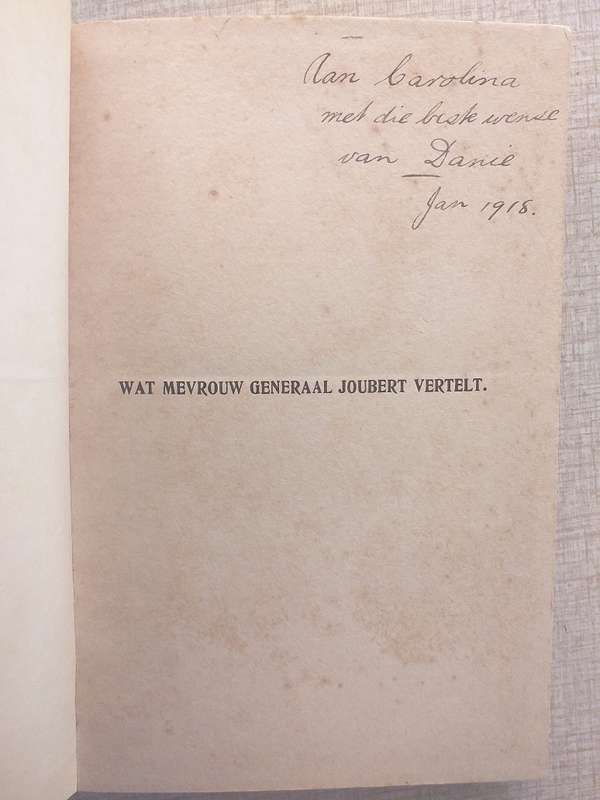 Aan Carolina
met die beste wense
van Danie
Jan 1918.
WAT MEVROUW GENERAAL JOUBERT VERTELT.